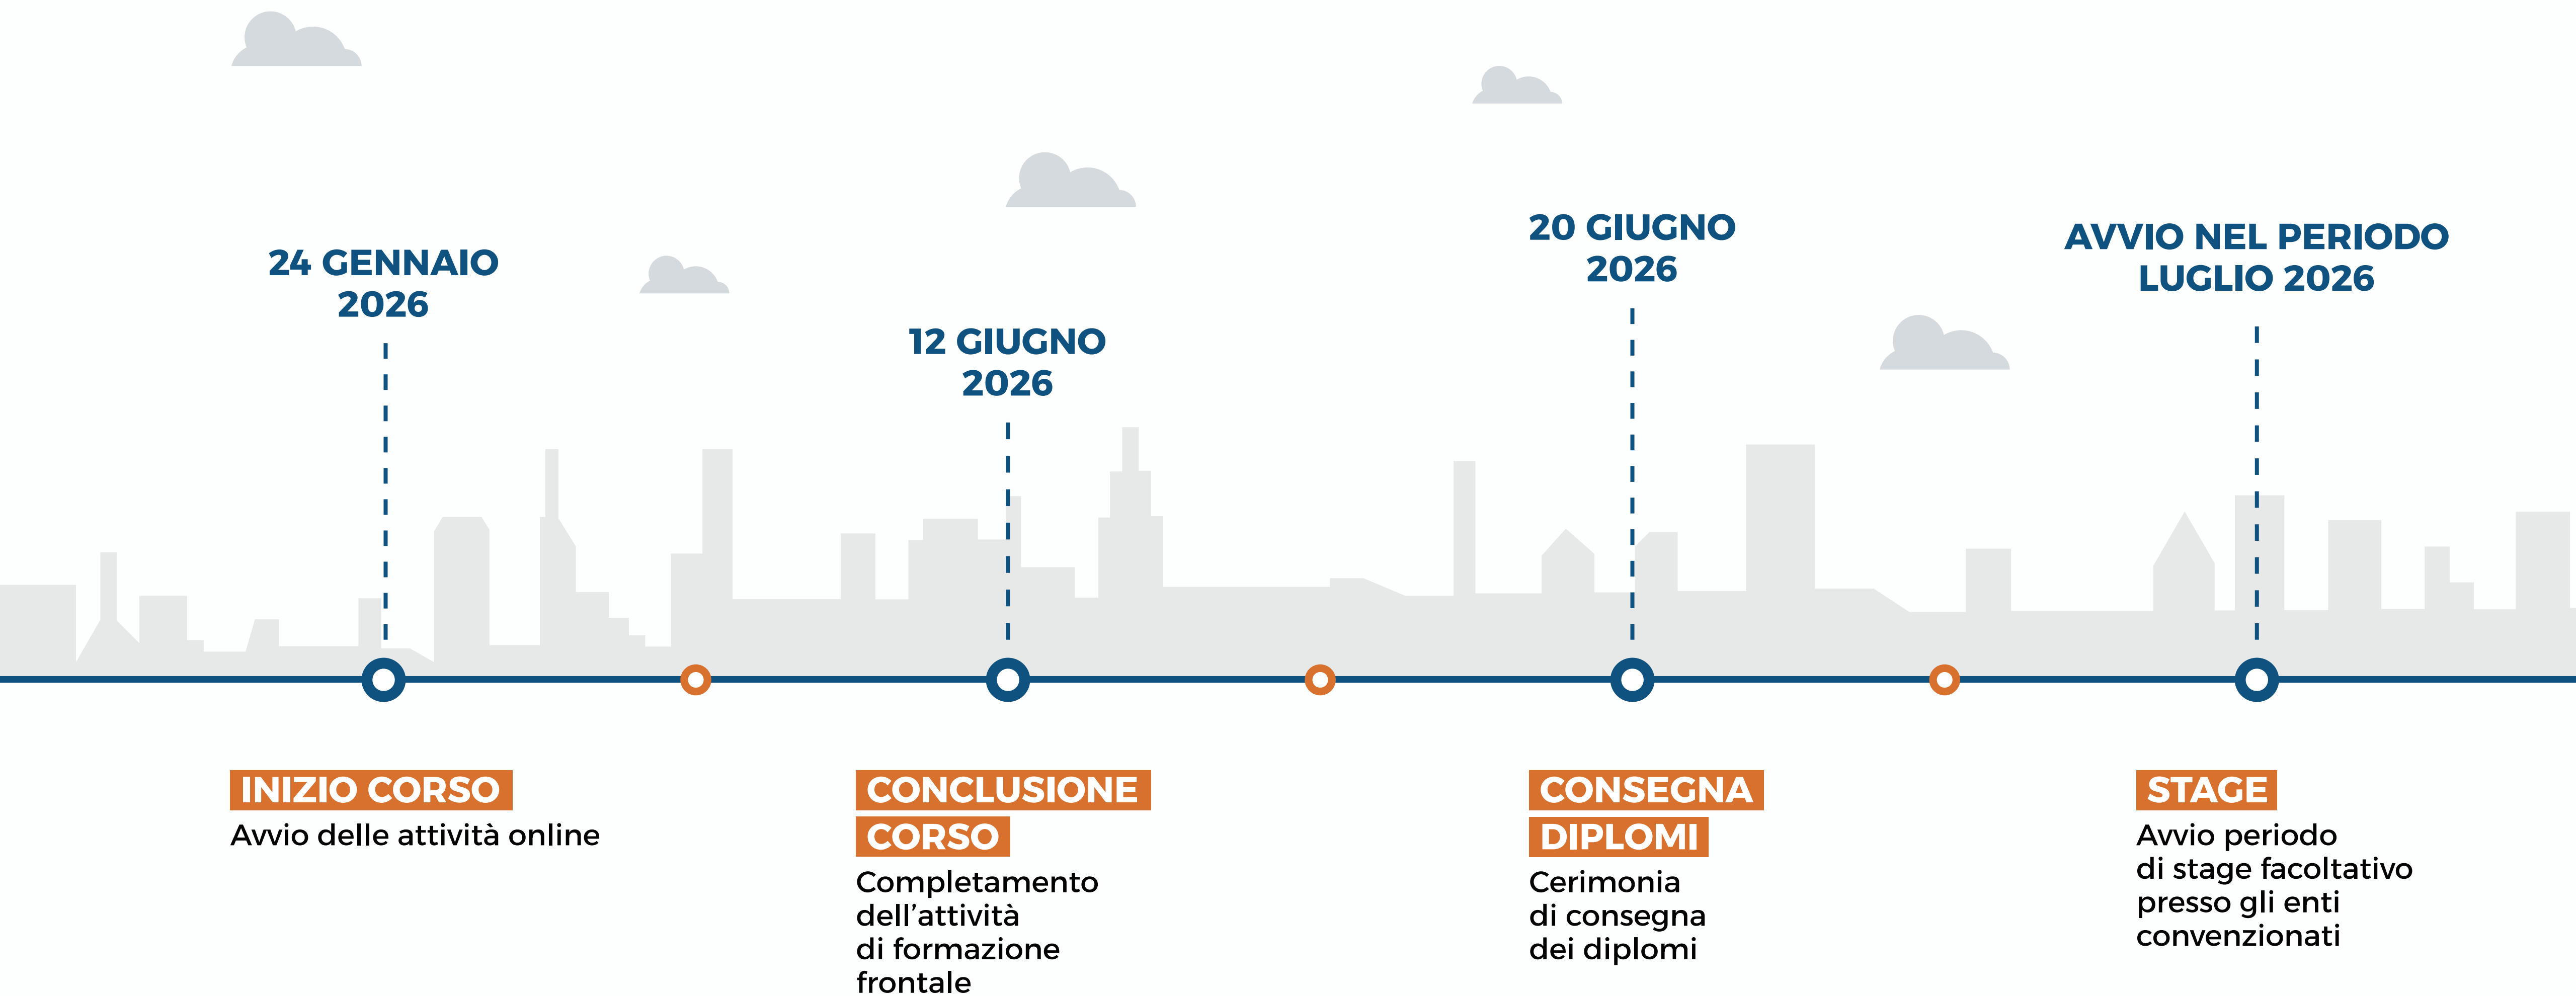 24 GENNAIO
2026
12 GIUGNO
2026
20 GIUGNO
2026
AVVIO NEL PERIODO
LUGLIO 2026
INIZIO CORSO
Avvio delle attività online
CONCLUSIONE
CORSO
Completamento
dell’attività
di formazione
frontale
CONSEGNA
DIPLOMI
Cerimonia
di consegna
dei diplomi
STAGE
Avvio periodo
di stage facoltativo
presso gli enti
convenzionati